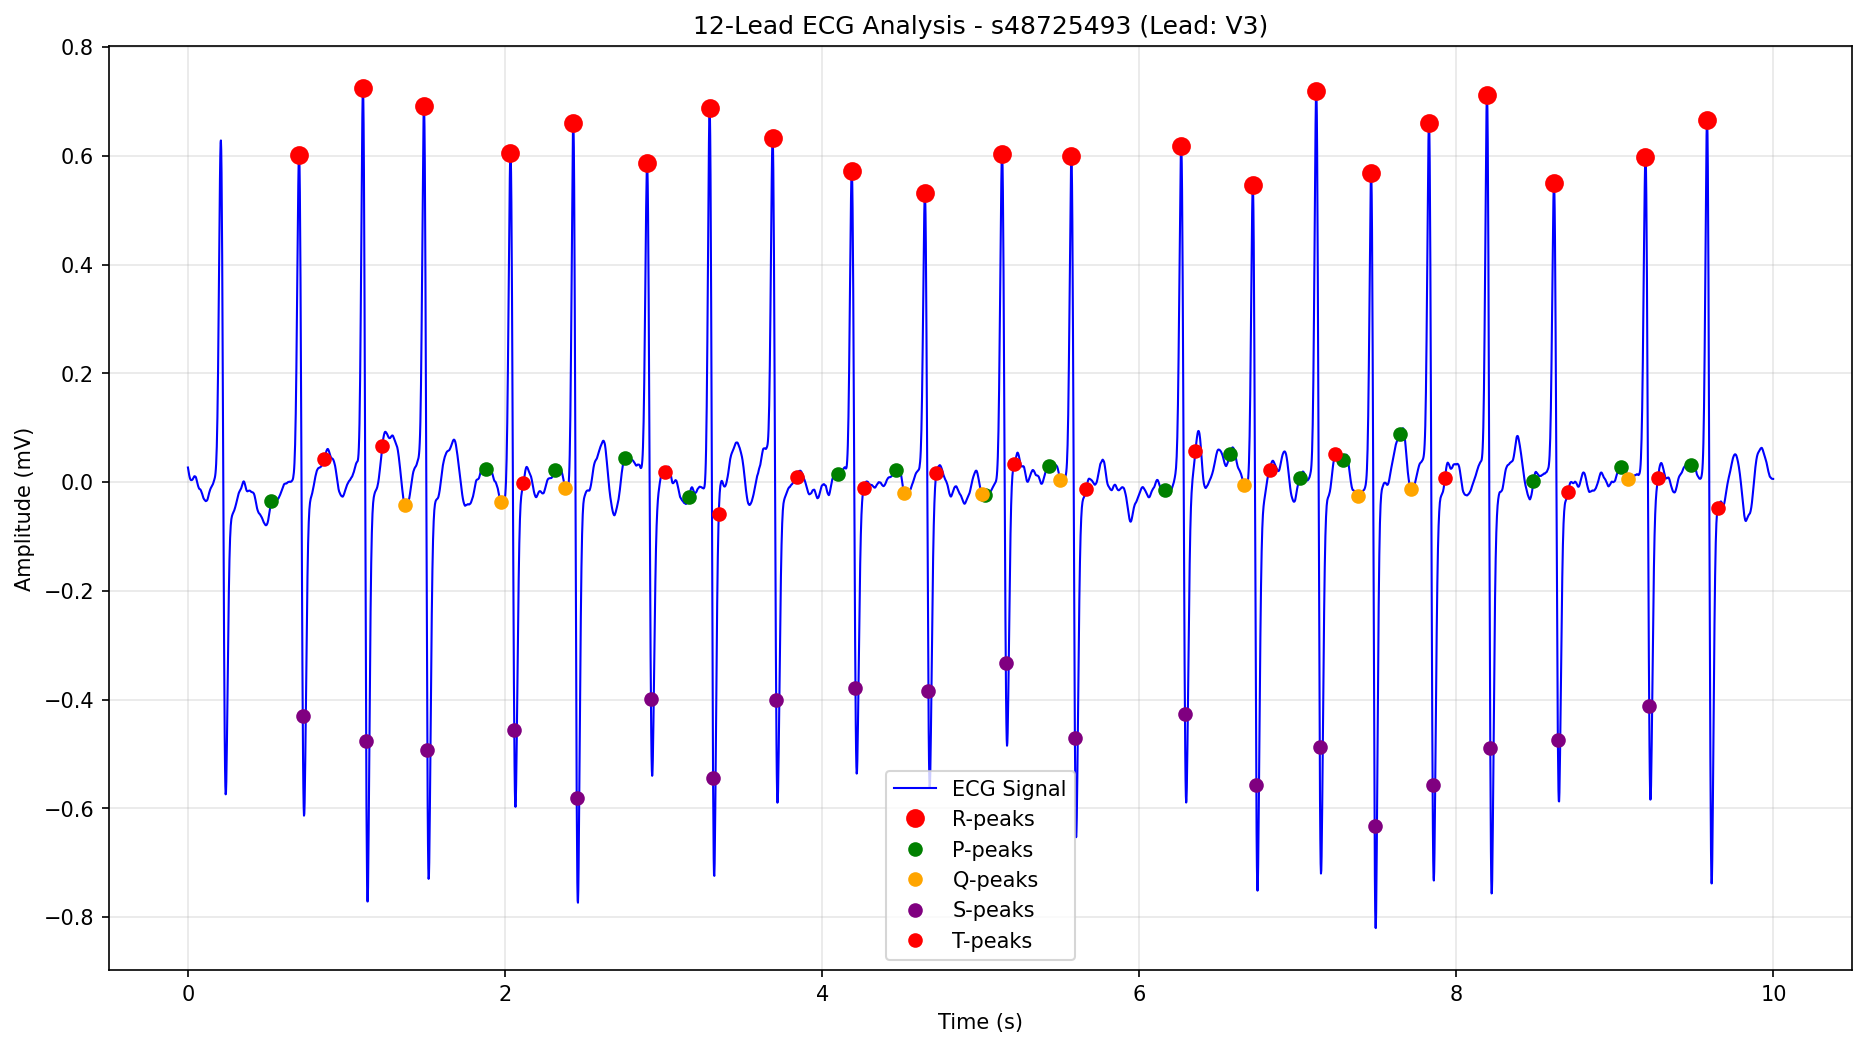 12-Lead ECG Analysis - s48725493 (Lead: V3)
Amplitude (mV)
0.8
0.6
0.4
0.2
0.0
−0.2
−0.4
−0.6
−0.8
ECG Signal
R-peaks
P-peaks
Q-peaks
S-peaks
T-peaks
0 2 4 6 8 10
Time (s)